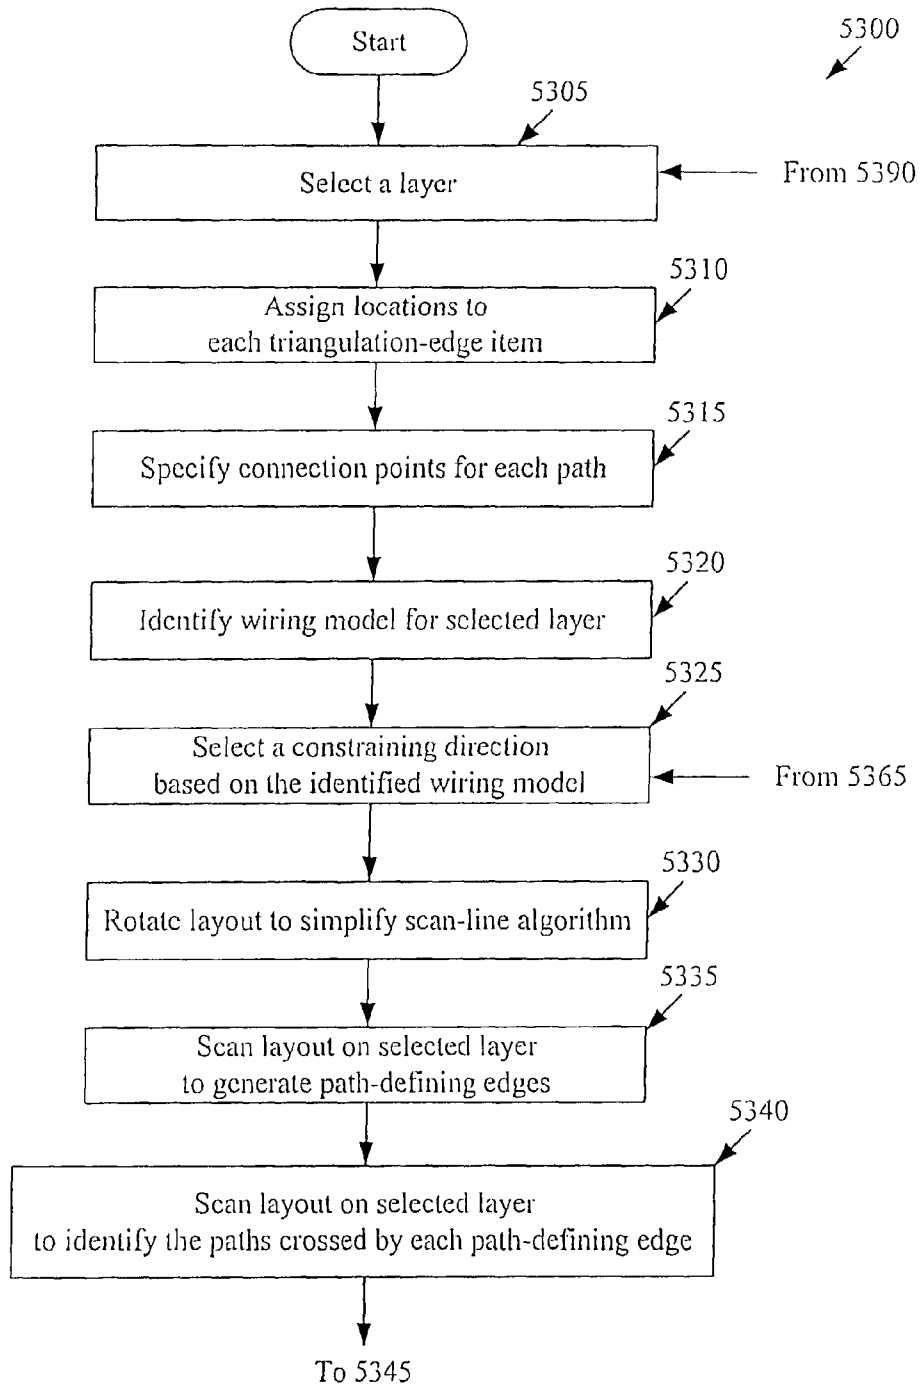 Start
5300
5305
Select a layer
From 5390
5310
Assign locations to
each triangulation-edge item
5315
Specify connection points for each path
5320
Identify wiring model for selected layer
5325
Select a constraining direction
based on the identified wiring model
From 5365
5330
Rotate layout to simplify scan-line algorithm
5335
Scan layout on selected layer
to generate path-defining edges
5340
Scan layout on selected layer
to identify the paths crossed by each path-defining edge
To 5345